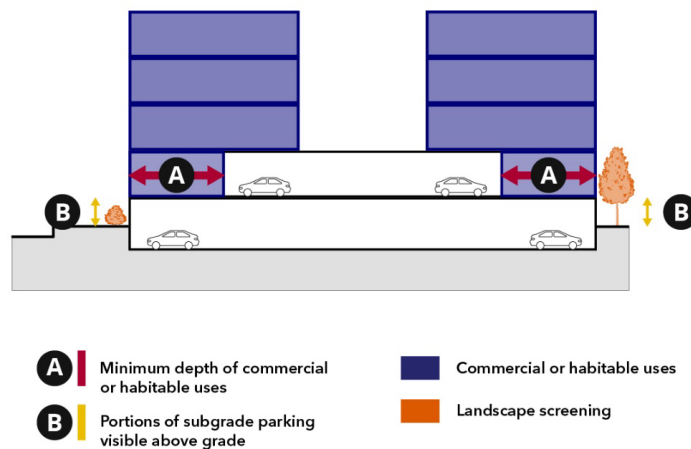 A
A
B
B
A
Minimum depth of commercial
or habitable uses
B
Portions of subgrade parking
visible above grade
Commercial or habitable uses
Landscape screening